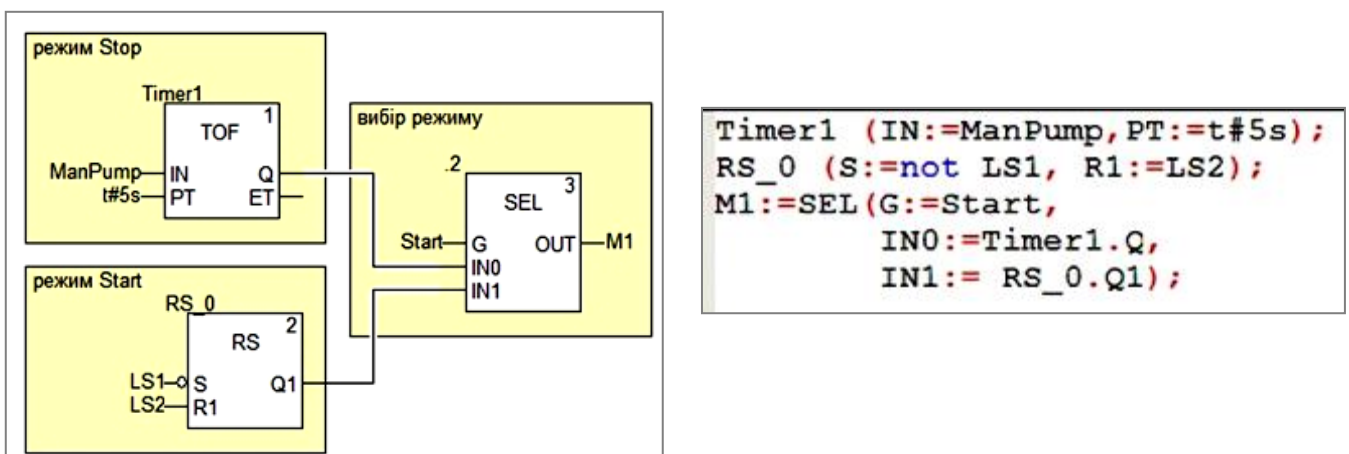 режим Stop
Timer1
1
TOF
ManPump
IN
Q
t#5s
PT
ET
вибір режиму
.2
3
SEL
Start
G
OUT
M1
IN0
IN1
режим Start
RS_0
2
RS
LS1
S
Q1
LS2
R1
Timer1 (IN:=ManPump,PT:=t#5s);
RS_0 (S:=not LS1, R1:=LS2);
M1:=SEL(G:=Start,
IN0:=Timer1.Q,
IN1:= RS_0.Q1);